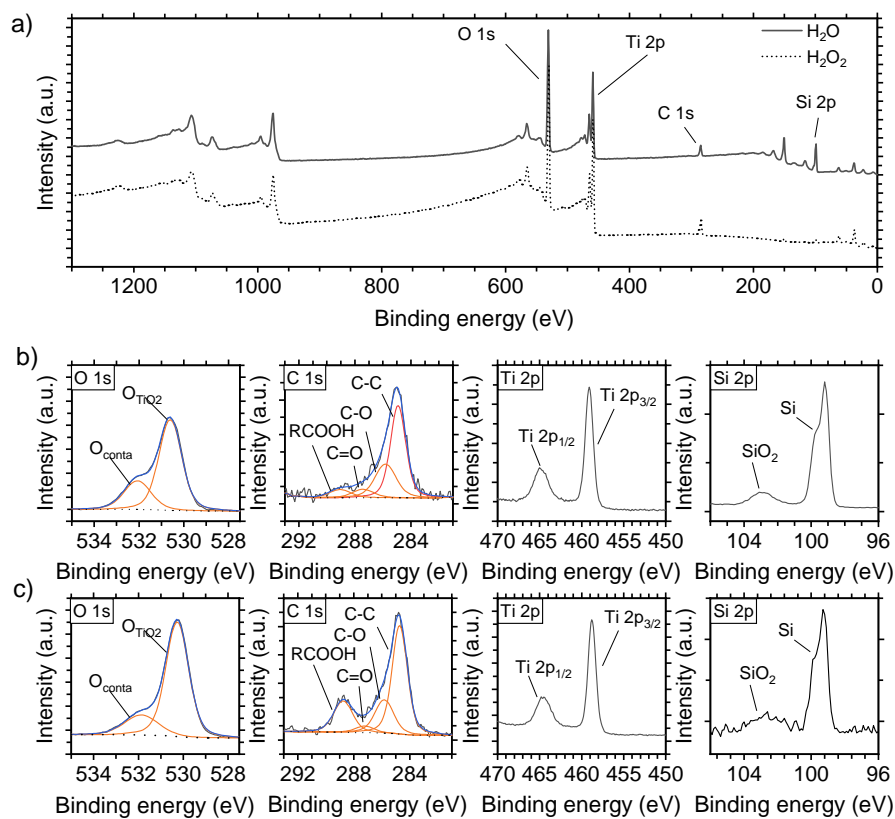 a)
O 1s
Ti 2p
H₂O
H₂O₂
C 1s
Si 2p
Intensity (a.u.)
1200 1000 800 600 400 200 0
Binding energy (eV)
b)
O 1s
O_TiO2
O_conta
Intensity (a.u.)
534 532 530 528
Binding energy (eV)
C 1s
C-C
C-O
RCOOH
C=O
Intensity (a.u.)
292 288 284
Binding energy (eV)
Ti 2p
Ti 2p3/2
Ti 2p1/2
Intensity (a.u.)
470 465 460 455 450
Binding energy (eV)
Si 2p
Si
SiO₂
Intensity (a.u.)
104 100 96
Binding energy (eV)
c)
O 1s
O_TiO2
O_conta
Intensity (a.u.)
534 532 530 528
Binding energy (eV)
C 1s
C-C
C-O
RCOOH
C=O
Intensity (a.u.)
292 288 284
Binding energy (eV)
Ti 2p
Ti 2p3/2
Ti 2p1/2
Intensity (a.u.)
470 465 460 455 450
Binding energy (eV)
Si 2p
Si
SiO₂
Intensity (a.u.)
104 100 96
Binding energy (eV)